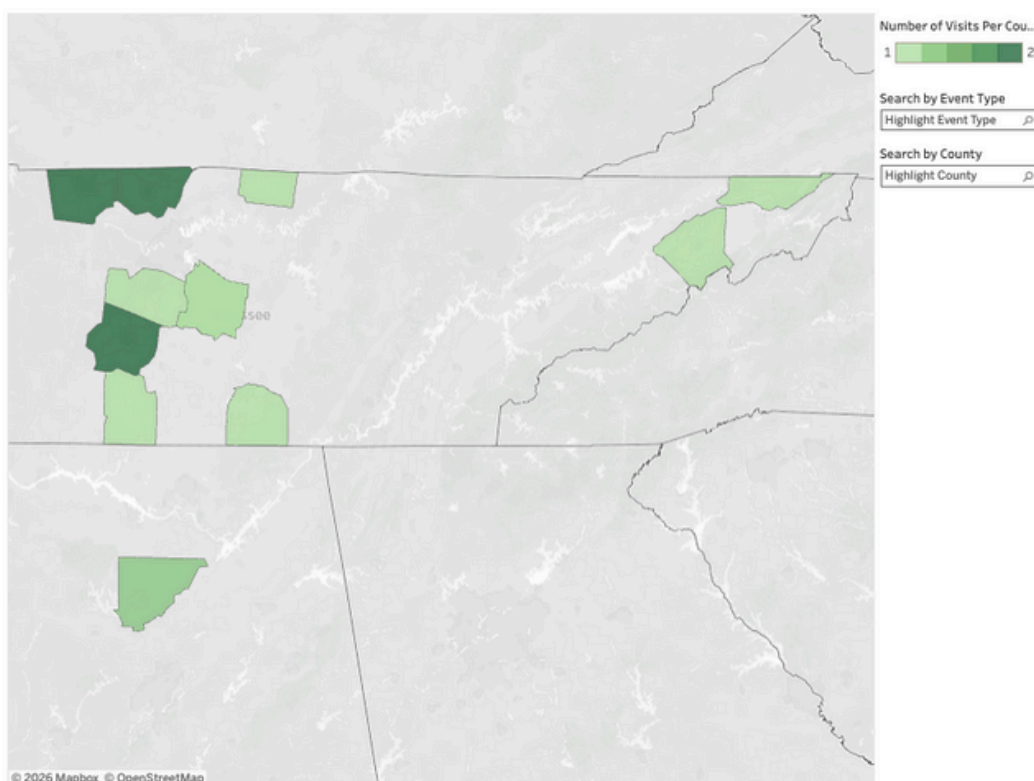 Number of Visits Per Cou..
1
2
Search by Event Type
Highlight Event Type
Search by County
Highlight County
ssee
© 2026 Mapbox © OpenStreetMap